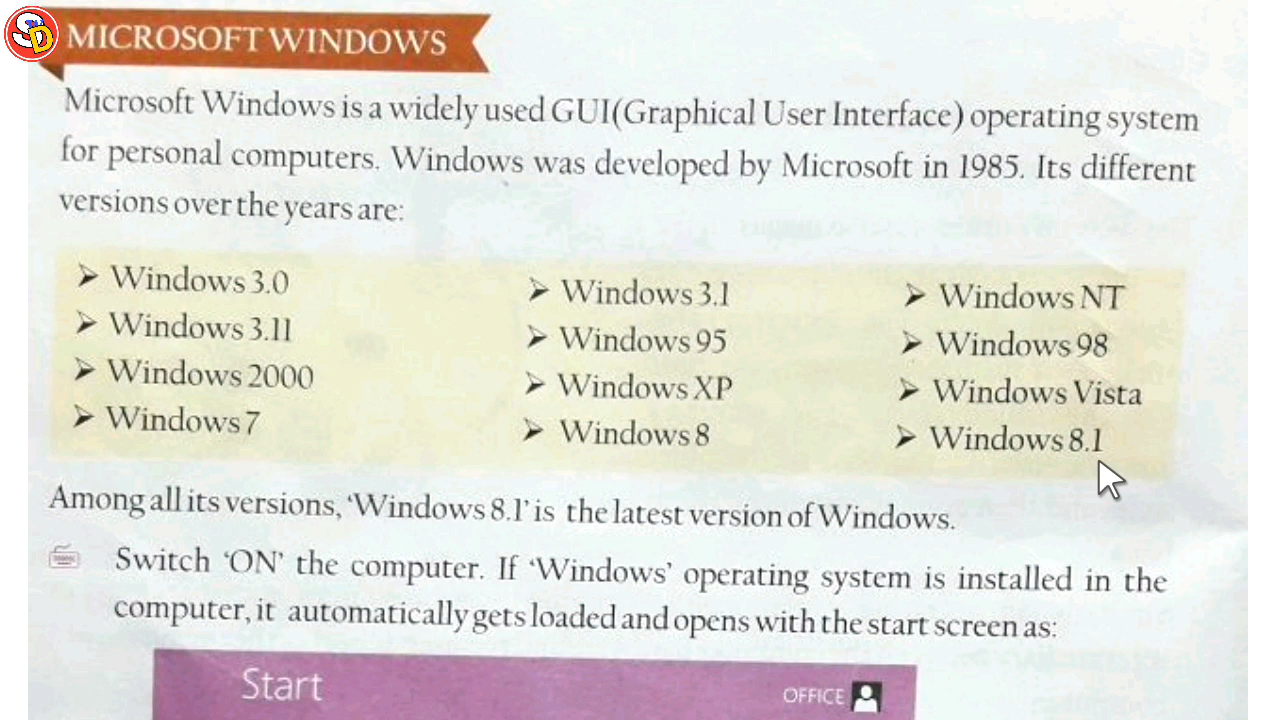 SD
MICROSOFT WINDOWS
Microsoft Windows is a widely used GUI(Graphical User Interface) operating system
for personal computers. Windows was developed by Microsoft in 1985. Its different
versions over the years are:
➢ Windows 3.0
➢ Windows 3.11
➢ Windows 2000
➢ Windows 7
➢ Windows 3.1
➢ Windows 95
➢ Windows XP
➢ Windows 8
➢ Windows NT
➢ Windows 98
➢ Windows Vista
➢ Windows 8.1
Among all its versions, ‘Windows 8.1’ is the latest version of Windows.
Switch ‘ON’ the computer. If ‘Windows’ operating system is installed in the
computer, it automatically gets loaded and opens with the start screen as:
Start
OFFICE